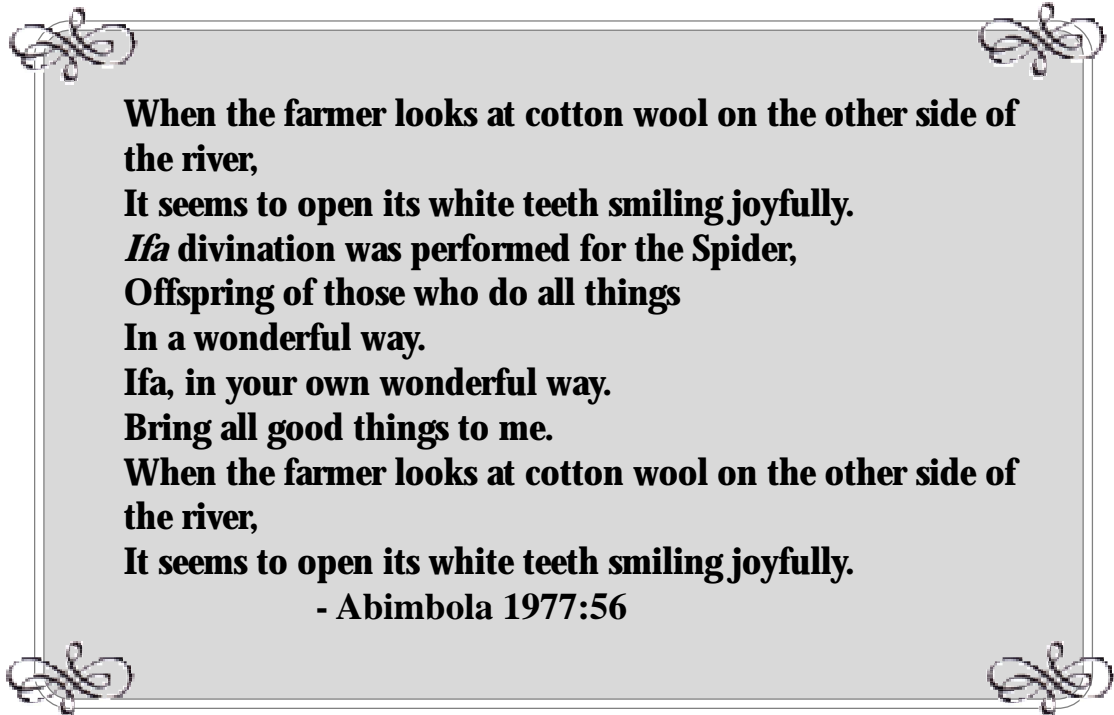 When the farmer looks at cotton wool on the other side of
the river,
It seems to open its white teeth smiling joyfully.
Ifa divination was performed for the Spider,
Offspring of those who do all things
In a wonderful way.
Ifa, in your own wonderful way.
Bring all good things to me.
When the farmer looks at cotton wool on the other side of
the river,
It seems to open its white teeth smiling joyfully.
- Abimbola 1977:56